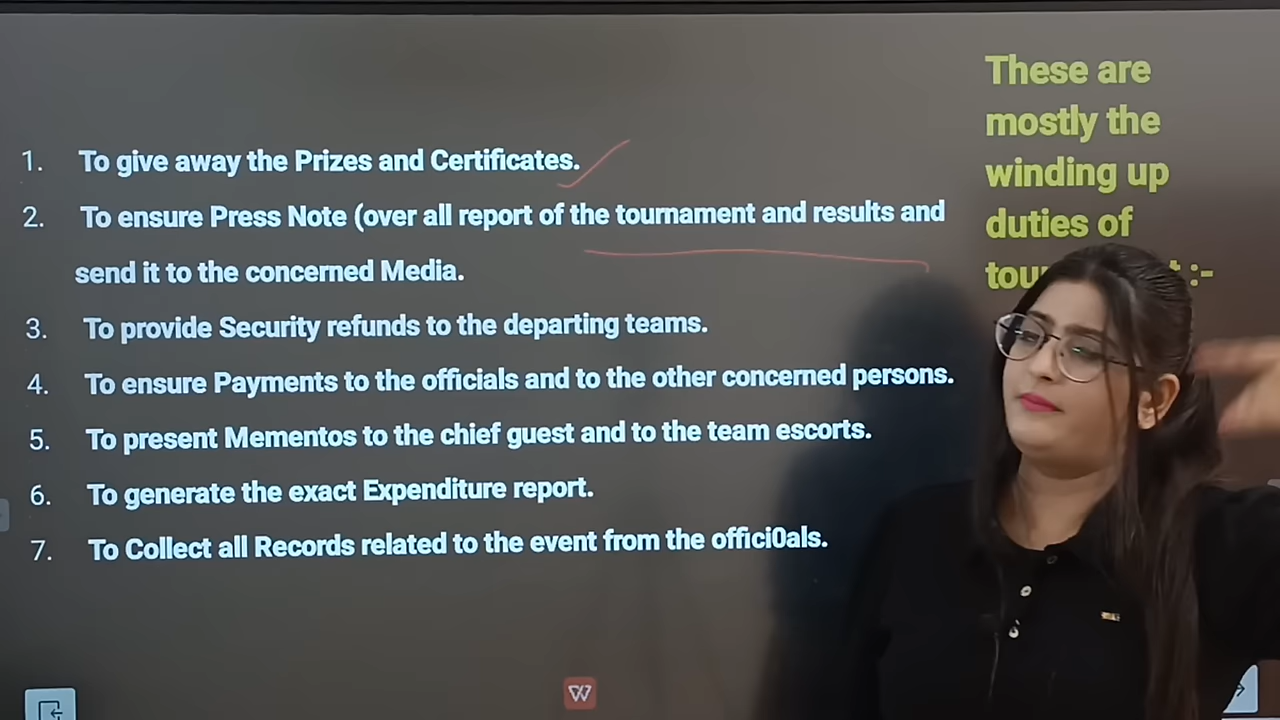 These are
mostly the
winding up
duties of
:-
1. To give away the Prizes and Certificates.
2. To ensure Press Note (over all report of the tournament and results and
send it to the concerned Media.
3. To provide Security refunds to the departing teams.
4. To ensure Payments to the officials and to the other concerned persons.
5. To present Mementos to the chief guest and to the team escorts.
6. To generate the exact Expenditure report.
7. To Collect all Records related to the event from the offici0als.